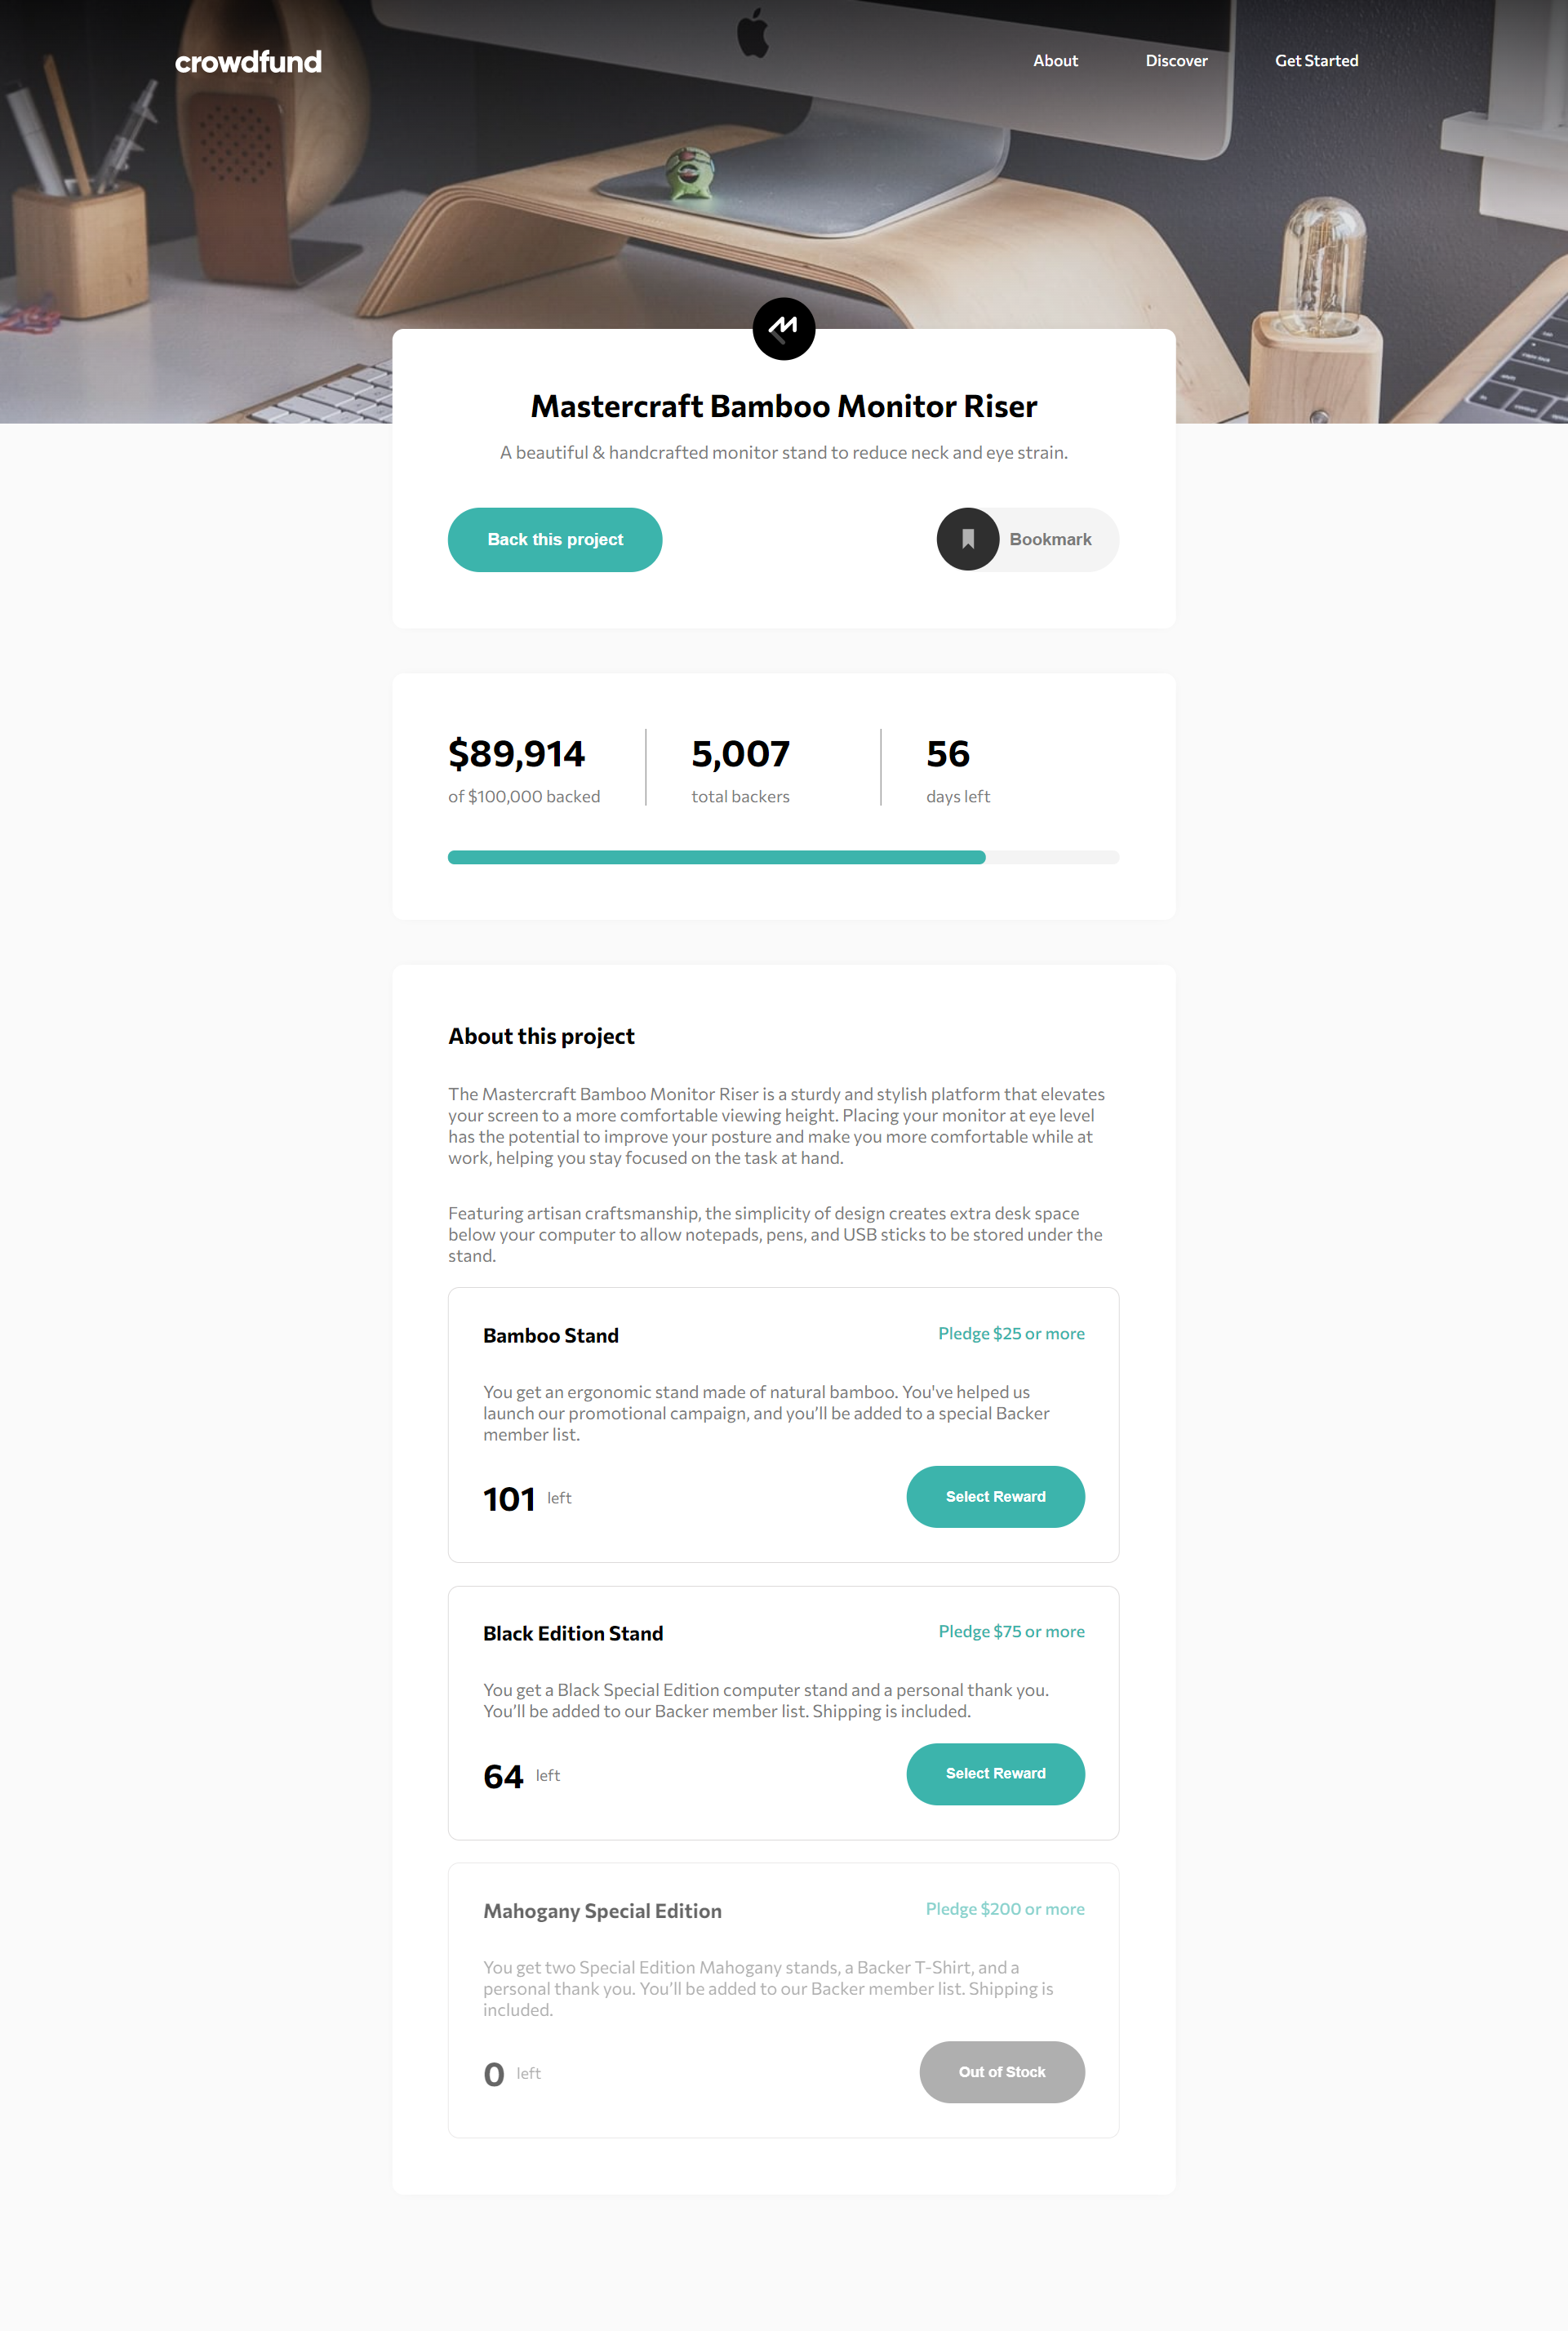 crowdfund
About
Discover
Get Started
Mastercraft Bamboo Monitor Riser
A beautiful & handcrafted monitor stand to reduce neck and eye strain.
Back this project
Bookmark
$89,914
of $100,000 backed
5,007
total backers
56
days left
About this project
The Mastercraft Bamboo Monitor Riser is a sturdy and stylish platform that elevates
your screen to a more comfortable viewing height. Placing your monitor at eye level
has the potential to improve your posture and make you more comfortable while at
work, helping you stay focused on the task at hand.
Featuring artisan craftsmanship, the simplicity of design creates extra desk space
below your computer to allow notepads, pens, and USB sticks to be stored under the
stand.
Bamboo Stand
Pledge $25 or more
You get an ergonomic stand made of natural bamboo. You've helped us
launch our promotional campaign, and you’ll be added to a special Backer
member list.
101 left
Select Reward
Black Edition Stand
Pledge $75 or more
You get a Black Special Edition computer stand and a personal thank you.
You’ll be added to our Backer member list. Shipping is included.
64 left
Select Reward
Mahogany Special Edition
Pledge $200 or more
You get two Special Edition Mahogany stands, a Backer T-Shirt, and a
personal thank you. You’ll be added to our Backer member list. Shipping is
included.
0 left
Out of Stock